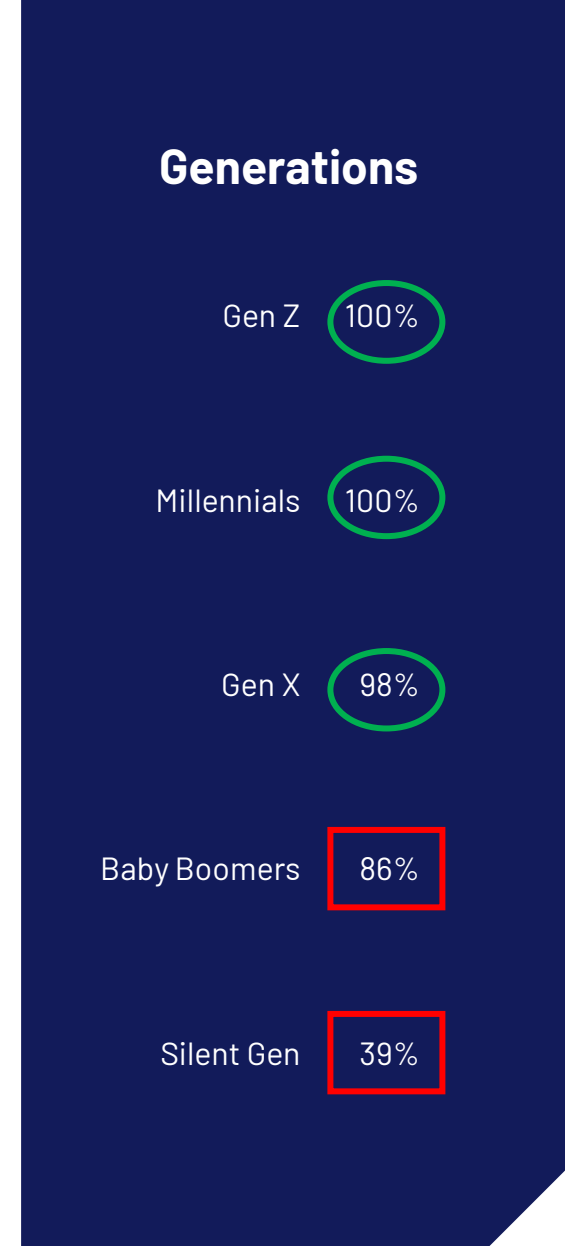 Generations
Gen Z 100%
Millennials 100%
Gen X 98%
Baby Boomers 86%
Silent Gen 39%